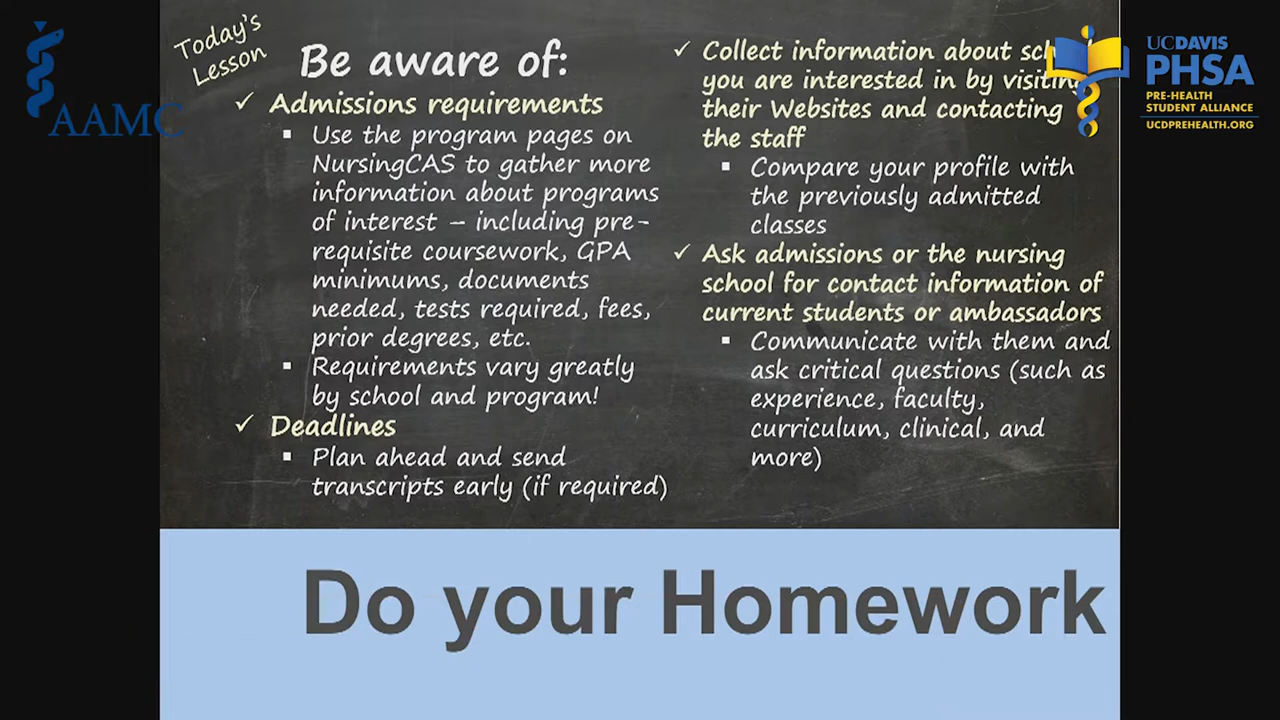 Today's
Lesson
Be aware of:
✓ Admissions requirements
▪ Use the program pages on
NursingCAS to gather more
information about programs
of interest – including pre-
requisite coursework, GPA
minimums, documents
needed, tests required, fees,
prior degrees, etc.
▪ Requirements vary greatly
by school and program!
✓ Deadlines
▪ Plan ahead and send
transcripts early (if required)
✓ Collect information about
you are interested in by visiting
their Websites and contacting
the staff
▪ Compare your profile with
the previously admitted
classes
✓ Ask admissions or the nursing
school for contact information of
current students or ambassadors
▪ Communicate with them and
ask critical questions (such as
experience, faculty,
curriculum, clinical, and
more)
Do your Homework
AAMC
UCDAVIS
PHSA
PRE-HEALTH
STUDENT ALLIANCE
UCDPREHEALTH.ORG